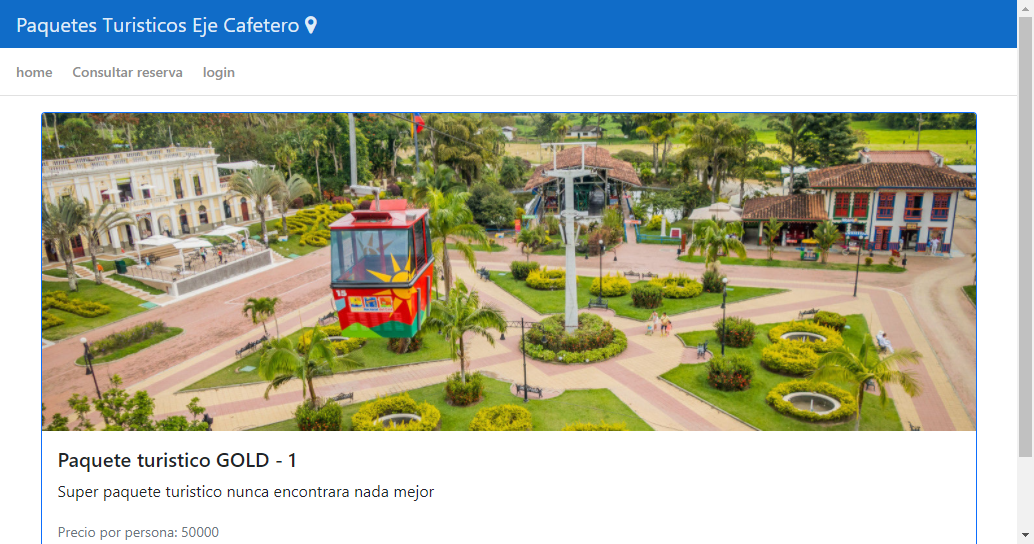 Paquetes Turisticos Eje Cafetero
home Consultar reserva login
Paquete turistico GOLD - 1
Super paquete turistico nunca encontrara nada mejor
Precio por persona: 50000